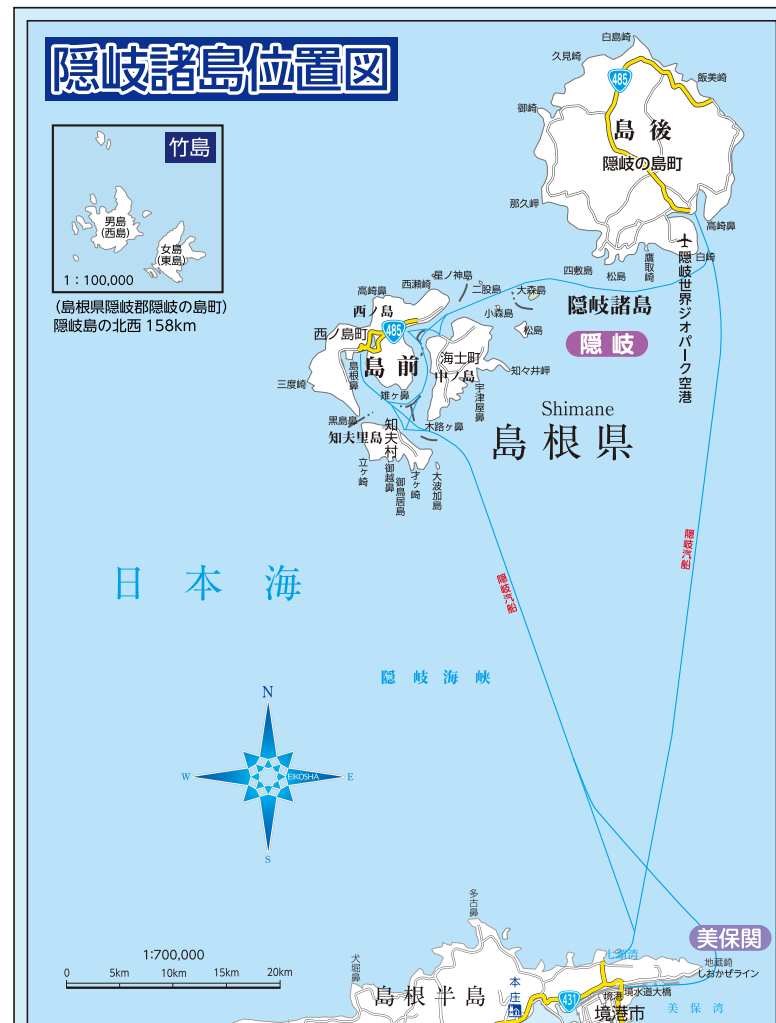 隠岐諸島位置図
竹島
男島
(西島)
女島
(東島)
1：100,000
(島根県隠岐郡隠岐の島町)
隠岐島の北西 158km
白島崎
久見崎
485
飯美崎
御崎
島後
隠岐の島町
那久岬
高崎鼻
白崎
鷹取崎
松島
四敷島
隠岐世界ジオパーク空港
星ノ神島
西瀬崎
高崎鼻
二股島
大森島
小森島
松島
隠岐諸島
隠岐
西ノ島
西ノ島町
485
島前
海士町
中ノ島
知々井岬
宇津屋鼻
島根鼻
三度崎
雉ヶ鼻
黒島鼻
木路ヶ鼻
知夫里島
知夫村
立ヶ崎
御越鼻
御鳥居島
才ヶ崎
大波加島
Shimane
島根県
隠岐汽船
隠岐汽船
日本海
隠岐海峡
N
W
EIKOSHA
E
S
1:700,000
0 5km 10km 15km 20km
多古鼻
犬堀鼻
七類湾
美保関
地蔵崎
しおかぜライン
島根半島
本庄
431
境港
境水道大橋
境港市
美保湾